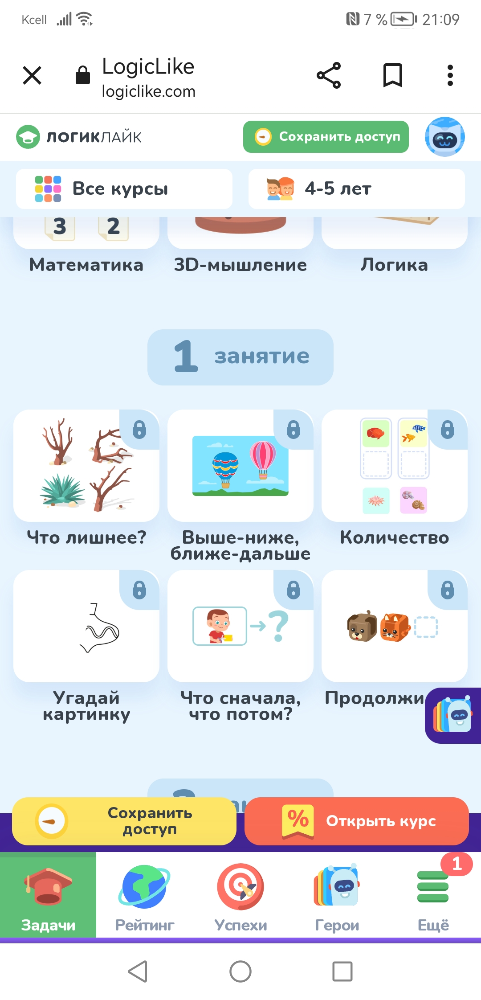 Kcell
7 %
21:09
LogicLike
logiclike.com
ЛОГИКЛАЙК
Сохранить доступ
Все курсы
4-5 лет
3
2
Математика
3D-мышление
Логика
1 занятие
Что лишнее?
Выше-ниже,
ближе-дальше
Количество
?
Угадай
картинку
Что сначала,
что потом?
Продолжи
Сохранить
доступ
%
Открыть курс
1
Задачи
Рейтинг
Успехи
Герои
Ещё